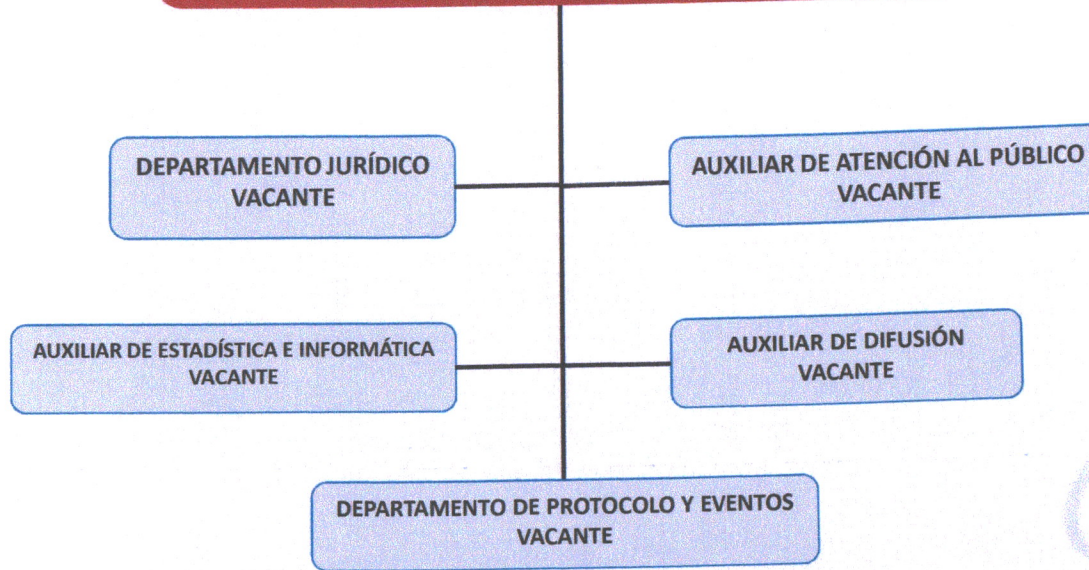 DEPARTAMENTO JURÍDICO
VACANTE
AUXILIAR DE ATENCIÓN AL PÚBLICO
VACANTE
AUXILIAR DE ESTADÍSTICA E INFORMÁTICA
VACANTE
AUXILIAR DE DIFUSIÓN
VACANTE
DEPARTAMENTO DE PROTOCOLO Y EVENTOS
VACANTE